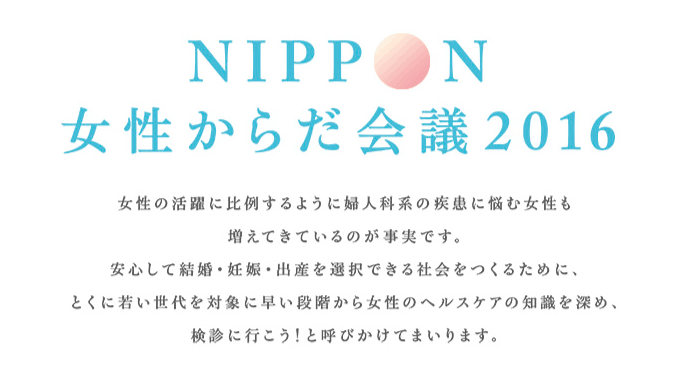 NIPPON
女性からだ会議2016
女性の活躍に比例するように婦人科系の疾患に悩む女性も
増えてきているのが事実です。
安心して結婚・妊娠・出産を選択できる社会をつくるために、
とくに若い世代を対象に早い段階から女性のヘルスケアの知識を深め、
検診に行こう！と呼びかけてまいります。